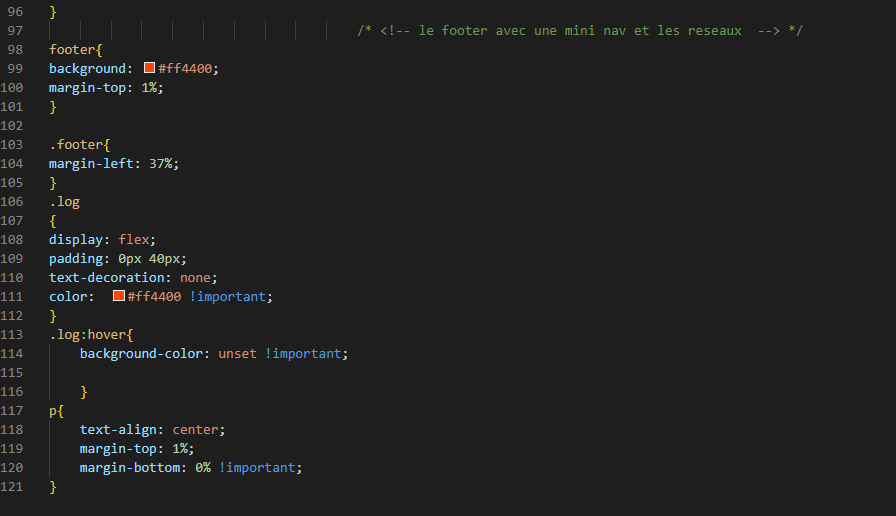 96 }
97 /* <!-- le footer avec une mini nav et les reseaux --> */
98 footer{
99 background: #ff4400;
100 margin-top: 1%;
101 }
102
103 .footer{
104 margin-left: 37%;
105 }
106 .log
107 {
108 display: flex;
109 padding: 0px 40px;
110 text-decoration: none;
111 color: #ff4400 !important;
112 }
113 .log:hover{
114 background-color: unset !important;
115
116 }
117 p{
118 text-align: center;
119 margin-top: 1%;
120 margin-bottom: 0% !important;
121 }